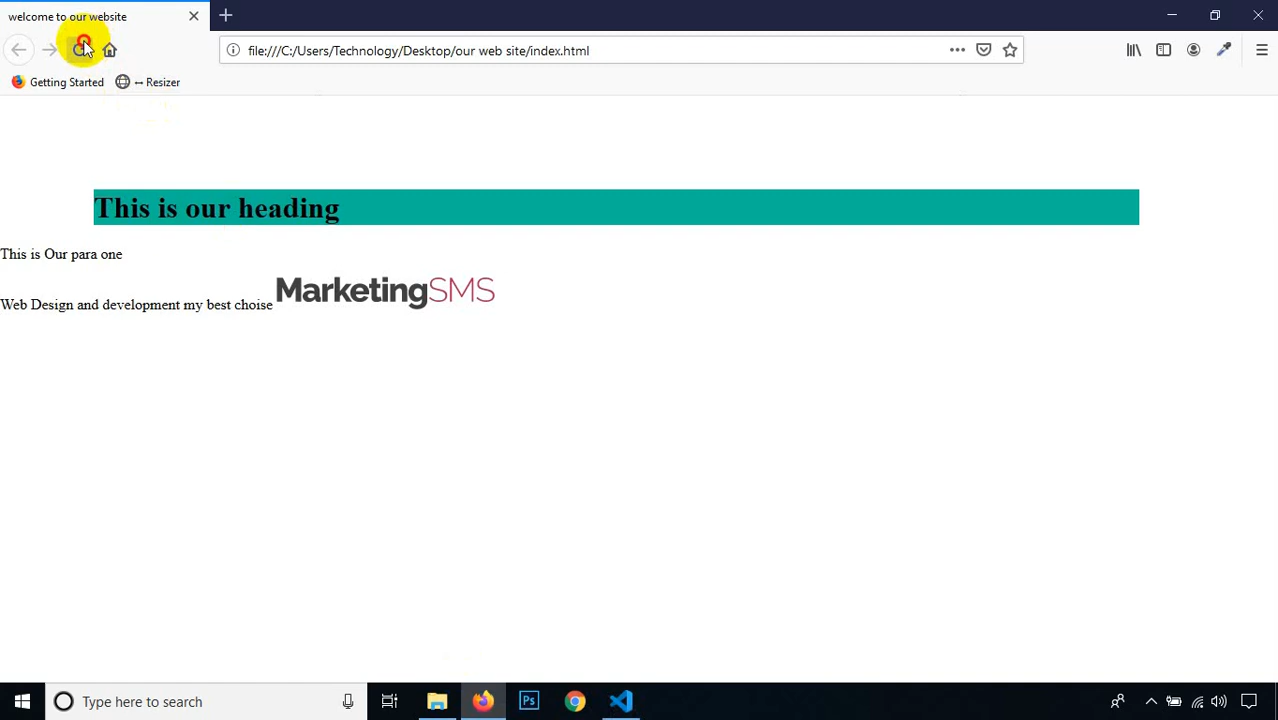 welcome to our website
file:///C:/Users/Technology/Desktop/our web site/index.html
Getting Started
↔ Resizer
This is our heading
This is Our para one
Web Design and development my best choise MarketingSMS
Type here to search
Ps